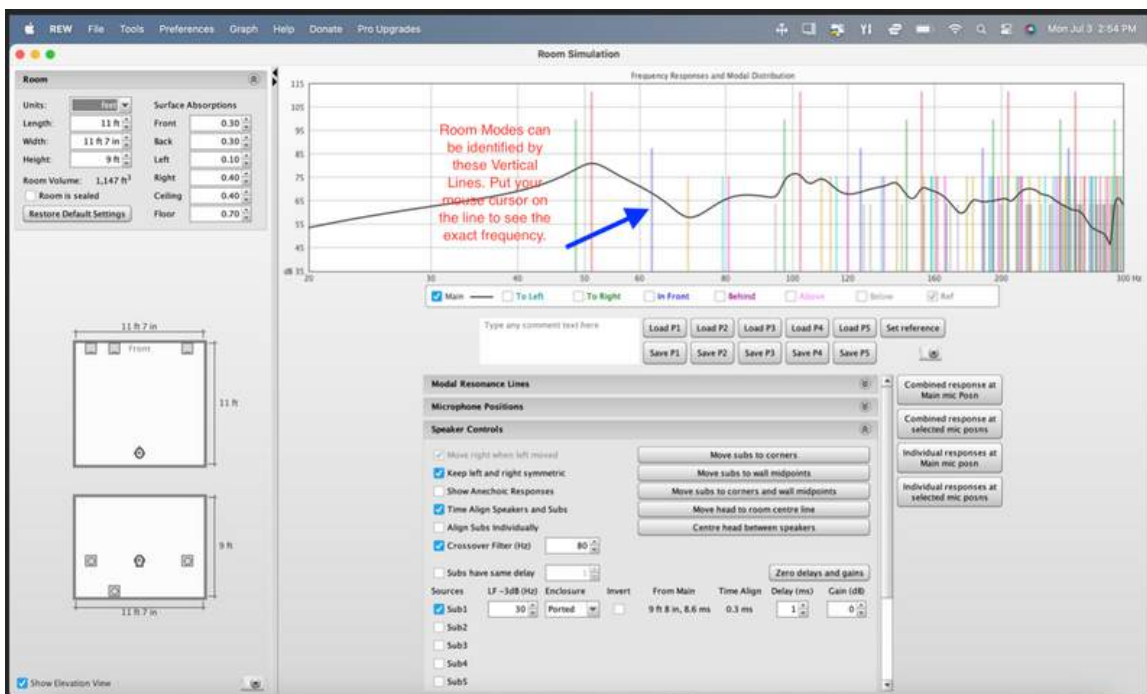 REW File Tools Preferences Graph Help Donate Pro Upgrades Mon Jul 3 2:54 PM
Room Simulation
Room
Units: feet Surface Absorptions
Length: 11 ft Front 0.30
Width: 11 ft 7 in Back 0.30
Height: 9 ft Left 0.10
Room Volume: 1,147 ft³ Right 0.40
Room is sealed Ceiling 0.40
Restore Default Settings Floor 0.70
11 ft 7 in
Front
11 ft
9 ft
11 ft 7 in
Show Elevation View
Frequency Responses and Modal Distribution
115
105
95
85
75
65
55
45
dB 35
20 30 40 50 60 80 100 120 160 200 300 Hz
Room Modes can
be identified by
these Vertical
Lines. Put your
mouse cursor on
the line to see the
exact frequency.
Main To Left To Right In Front Behind Above Below Ref
Type any comment text here
Load P1 Load P2 Load P3 Load P4 Load P5 Set reference
Save P1 Save P2 Save P3 Save P4 Save P5
Modal Resonance Lines
Microphone Positions
Speaker Controls
Move right when left moved Move subs to corners
Keep left and right symmetric Move subs to wall midpoints
Show Anechoic Responses Move subs to corners and wall midpoints
Time Align Speakers and Subs Move head to room centre line
Align Subs Individually Centre head between speakers
Crossover Filter (Hz) 80
Subs have same delay Zero delays and gains
Sources LF -3dB (Hz) Enclosure Invert From Main Time Align Delay (ms) Gain (dB)
Sub1 30 Ported 9 ft 8 in, 8.6 ms 0.3 ms 1 0
Sub2
Sub3
Sub4
Sub5
Combined response at
Main mic Posn
Combined response at
selected mic posns
Individual responses at
Main mic posn
Individual responses at
selected mic posns